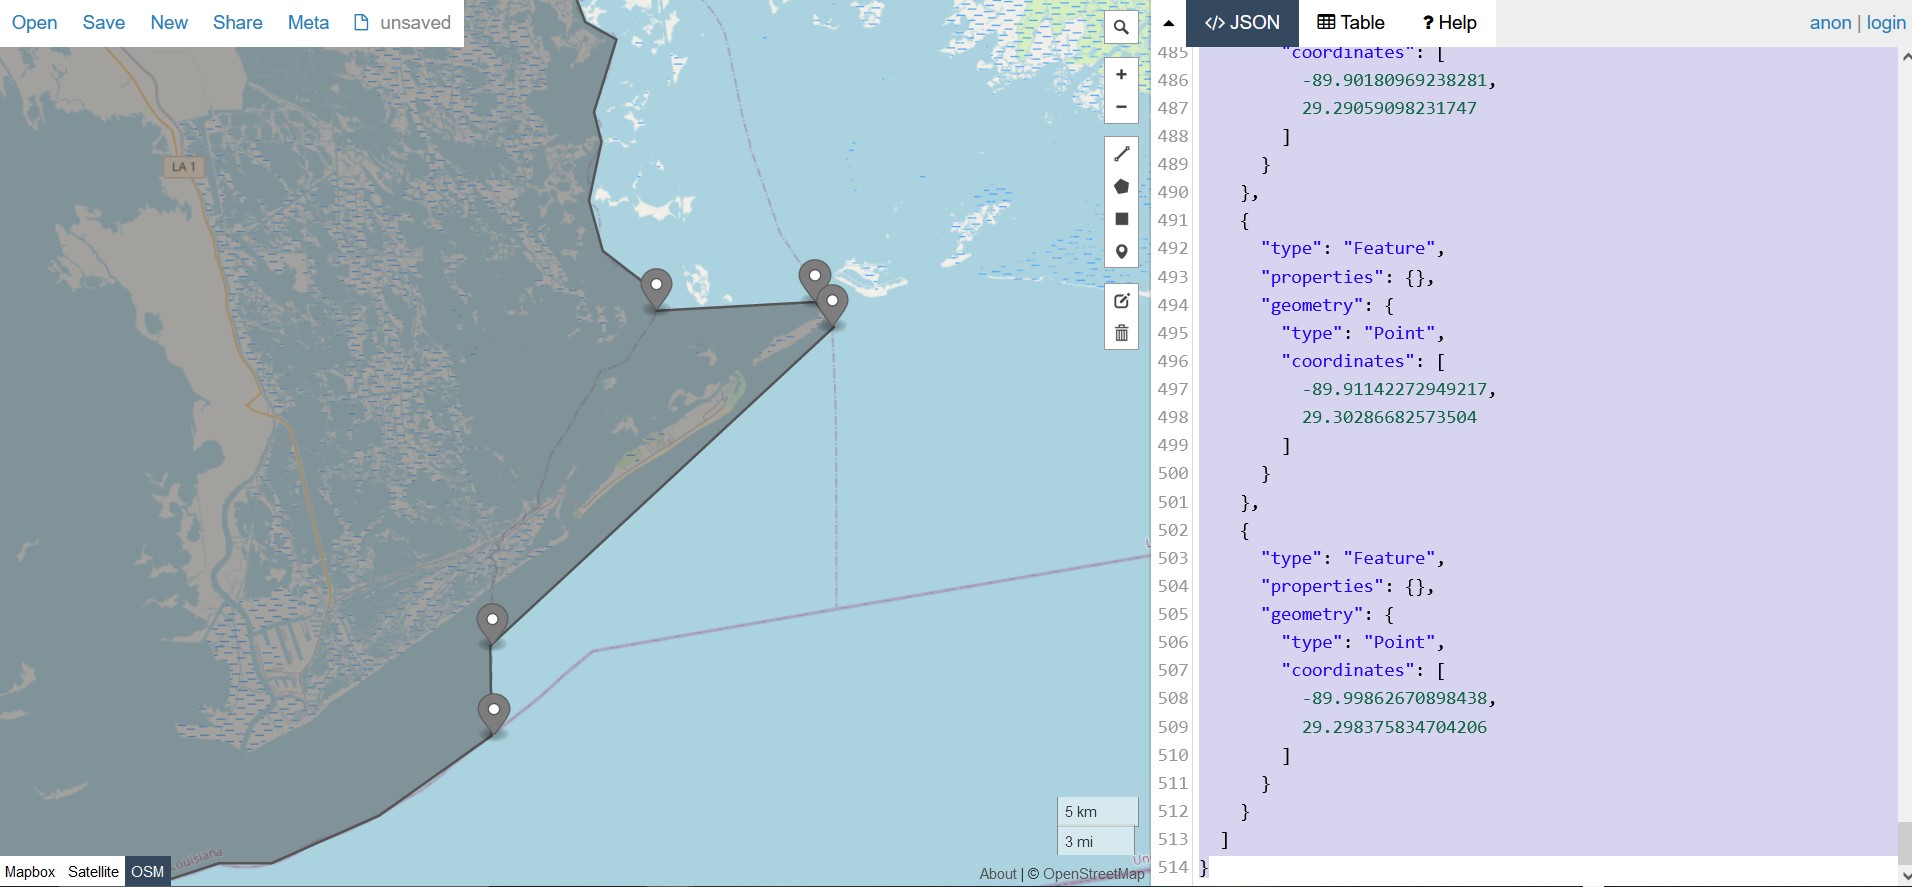 Open Save New Share Meta unsaved
</> JSON Table ? Help
anon | login
LA 1
Louisiana
5 km
3 mi
Un
About | © OpenStreetMap
Mapbox Satellite OSM
485 "coordinates": [
486 -89.90180969238281,
487 29.29059098231747
488 ]
489 }
490 },
491 {
492 "type": "Feature",
493 "properties": {},
494 "geometry": {
495 "type": "Point",
496 "coordinates": [
497 -89.91142272949217,
498 29.30286682573504
499 ]
500 }
501 },
502 {
503 "type": "Feature",
504 "properties": {},
505 "geometry": {
506 "type": "Point",
507 "coordinates": [
508 -89.99862670898438,
509 29.298375834704206
510 ]
511 }
512 }
513 ]
514 }